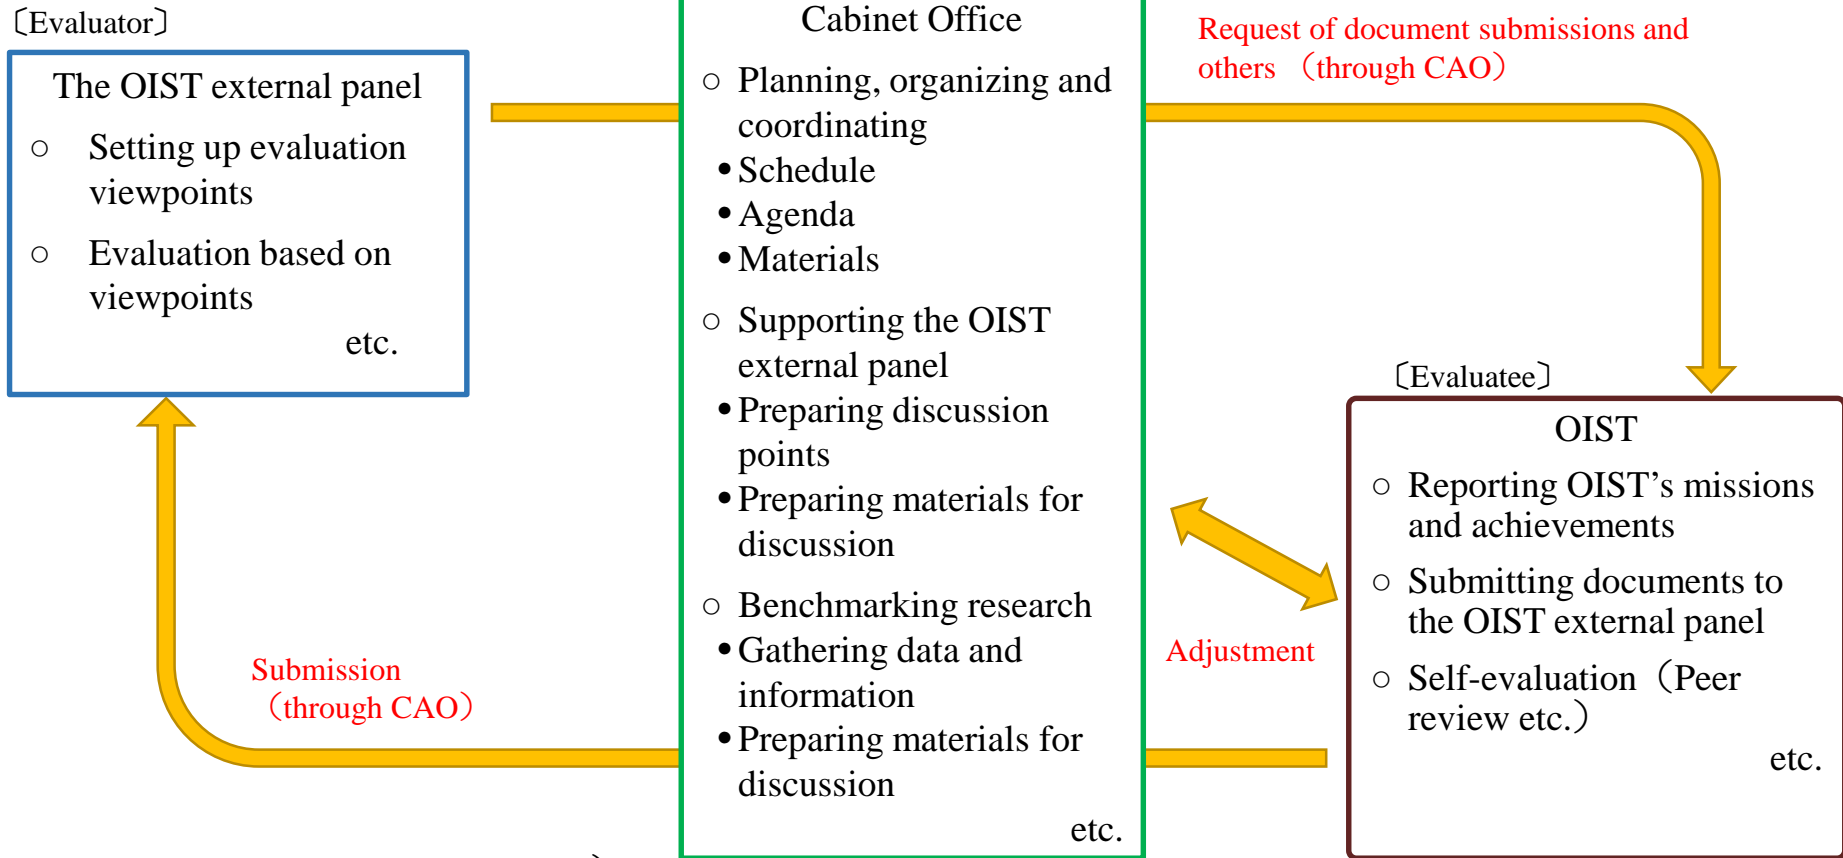 〔Evaluator〕
The OIST external panel
○ Setting up evaluation
viewpoints
○ Evaluation based on
viewpoints
etc.
Cabinet Office
○ Planning, organizing and
coordinating
•Schedule
•Agenda
•Materials
○ Supporting the OIST
external panel
•Preparing discussion
points
•Preparing materials for
discussion
○ Benchmarking research
•Gathering data and
information
•Preparing materials for
discussion
etc.
Request of document submissions and
others （through CAO）
〔Evaluatee〕
OIST
○ Reporting OIST’s missions
and achievements
○ Submitting documents to
the OIST external panel
○ Self-evaluation（Peer
review etc.）
etc.
Adjustment
Submission
（through CAO）